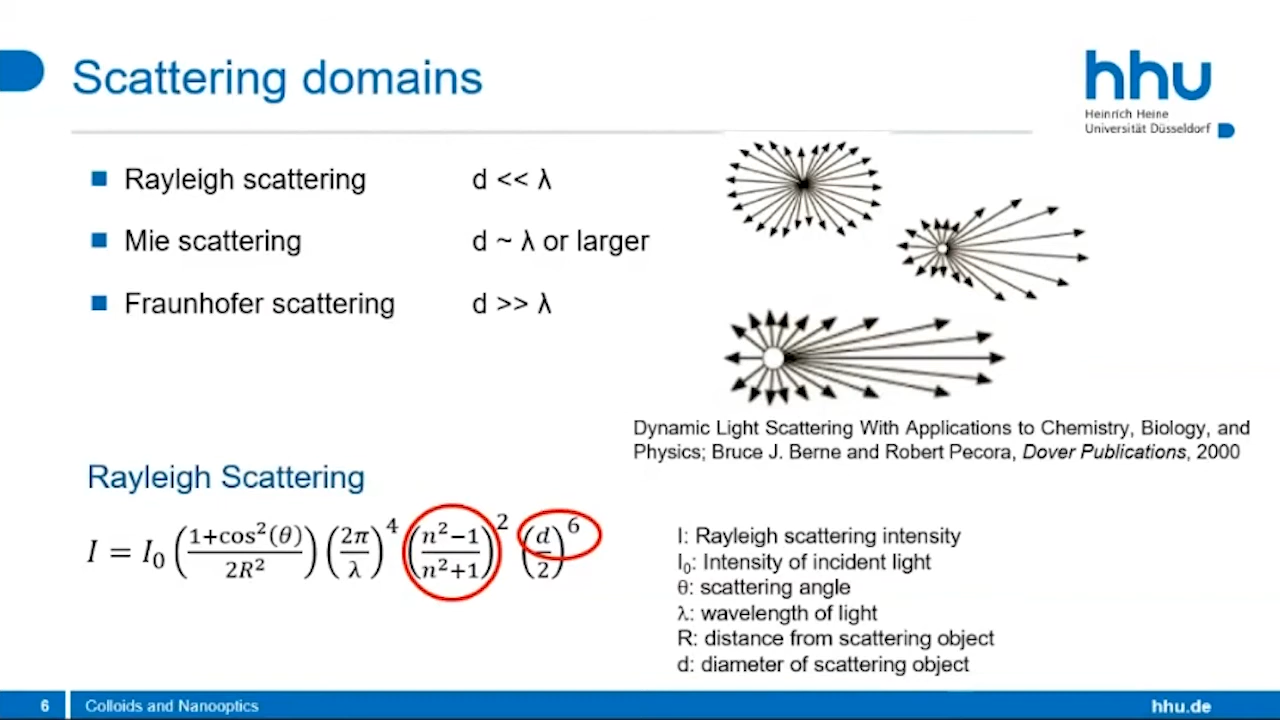 Scattering domains
hhu
Heinrich Heine
Universität Düsseldorf
Rayleigh scattering d << λ
Mie scattering d ~ λ or larger
Fraunhofer scattering d >> λ
Dynamic Light Scattering With Applications to Chemistry, Biology, and
Physics; Bruce J. Berne and Robert Pecora, Dover Publications, 2000
Rayleigh Scattering
I = I₀ ((1+cos²(θ))/(2R²)) (2π/λ)⁴ ((n²−1)/(n²+1))² (d/2)⁶
I: Rayleigh scattering intensity
I₀: Intensity of incident light
θ: scattering angle
λ: wavelength of light
R: distance from scattering object
d: diameter of scattering object
6 Colloids and Nanooptics hhu.de